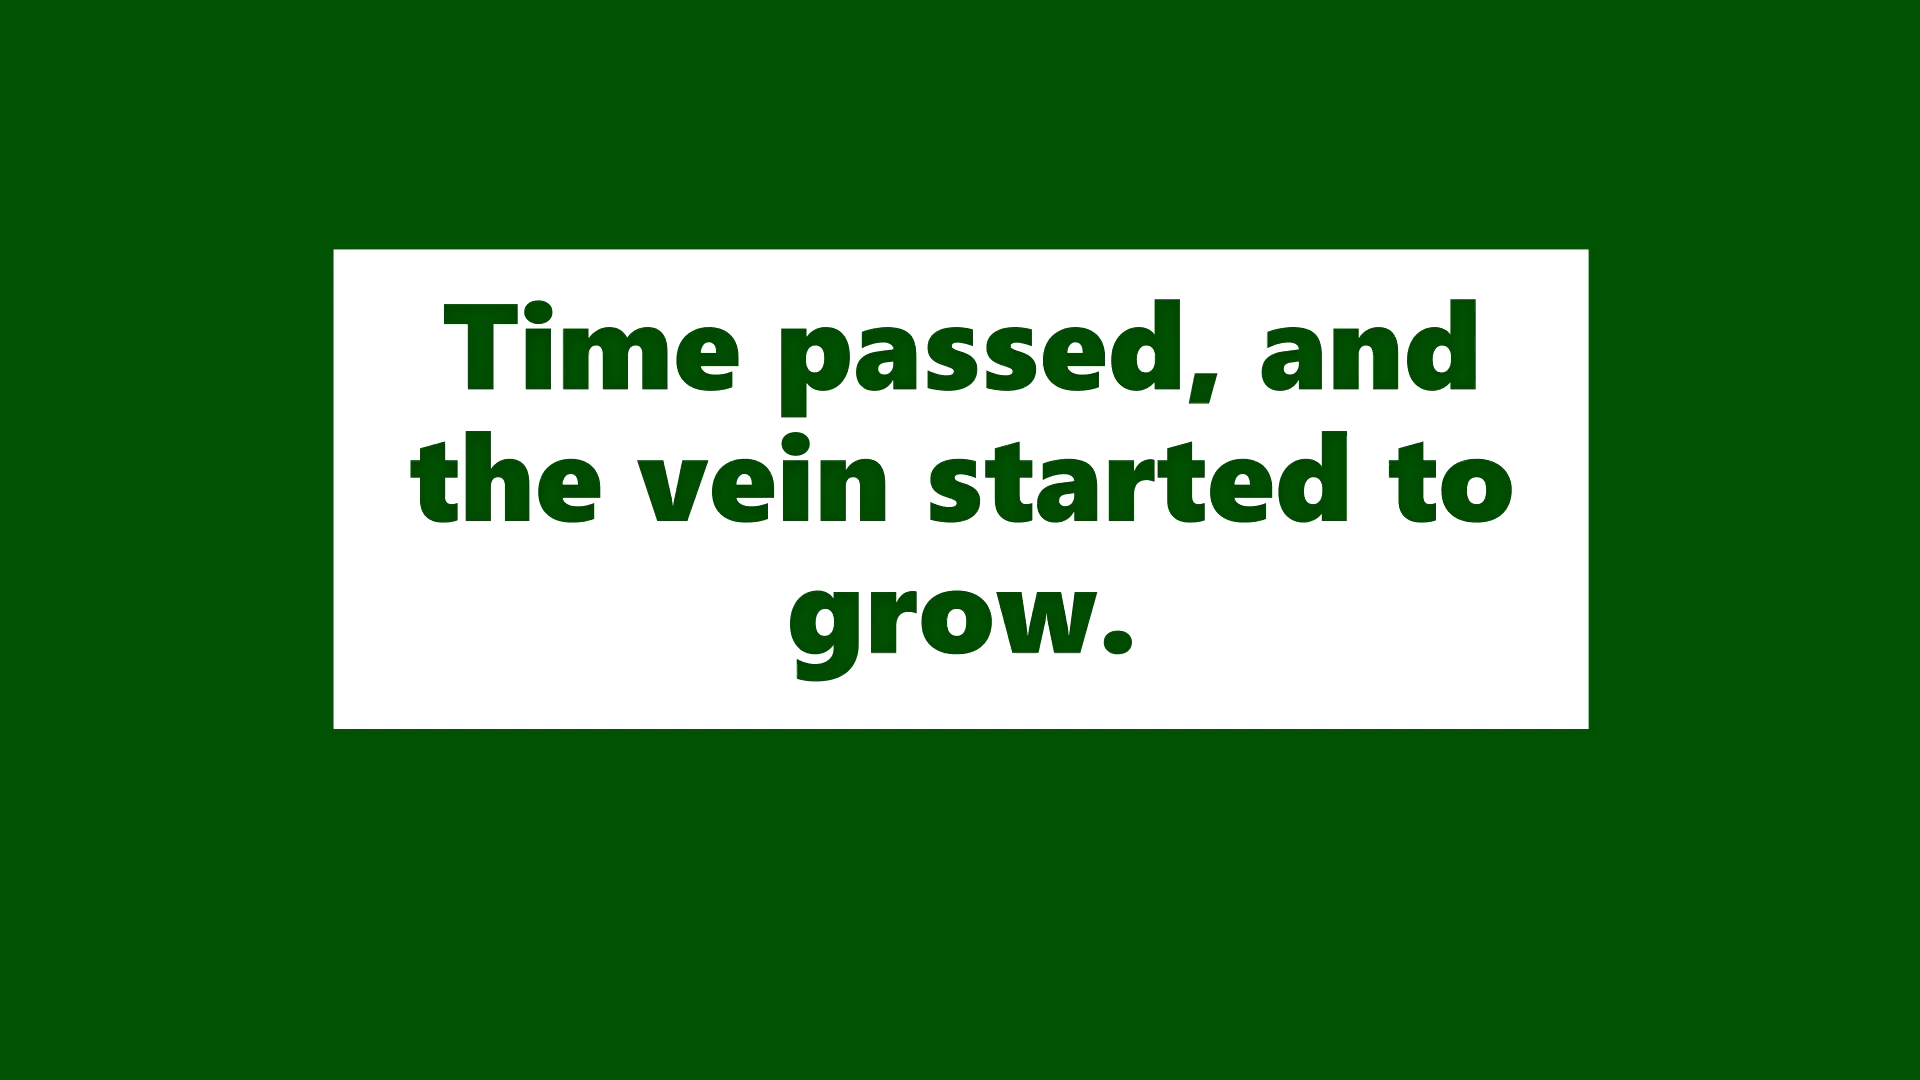 Time passed, and
the vein started to
grow.